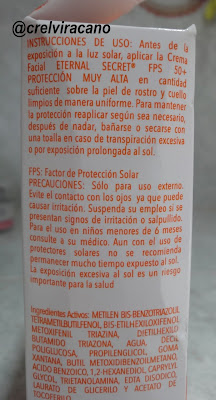 @crelviracano
INSTRUCCIONES DE USO: Antes de la
exposición a la luz solar, aplicar la Crema
Facial ETERNAL SECRET® FPS 50+
PROTECCIÓN MUY ALTA en cantidad
suficiente sobre la piel de rostro y cuello
limpios de manera uniforme. Para mantener
la protección reaplicar según sea necesario,
después de nadar, bañarse o secarse con
una toalla en caso de transpiración excesiva
o por exposición prolongada al sol.
FPS: Factor de Protección Solar
PRECAUCIONES: Sólo para uso externo.
Evite el contacto con los ojos ya que puede
causar irritación. Suspenda su empleo si se
presentan signos de irritación o salpullido.
Para el uso en niños menores de 6 meses
consulte a su médico. Aun con el uso de
protectores solares no se recomienda
permanecer mucho tiempo expuesto al sol.
La exposición excesiva al sol es un riesgo
importante para la salud
Ingredientes Activos: METILEN BIS-BENZOTRIAZOLIL
TETRAMETILBUTILFENOL, BIS-ETILHEXILOXIFENOL
METOXIFENIL TRIAZINA, DIETILHEXILO
BUTAMIDO TRIAZONA, AGUA, DECIL
POLIGLUCOSA, PROPILENGLICOL, GOMA
XANTANA, BUTIL METOXIDIBENZOILMETANO,
ACIDO BENZOICO, 1,2-HEXANEDIOL, CAPRYLYL
GLYCOL, TRIETANOLAMINA, EDTA DISODICO,
LAURATO DE GLICERILO Y ACETATO DE
TOCOFERILO.